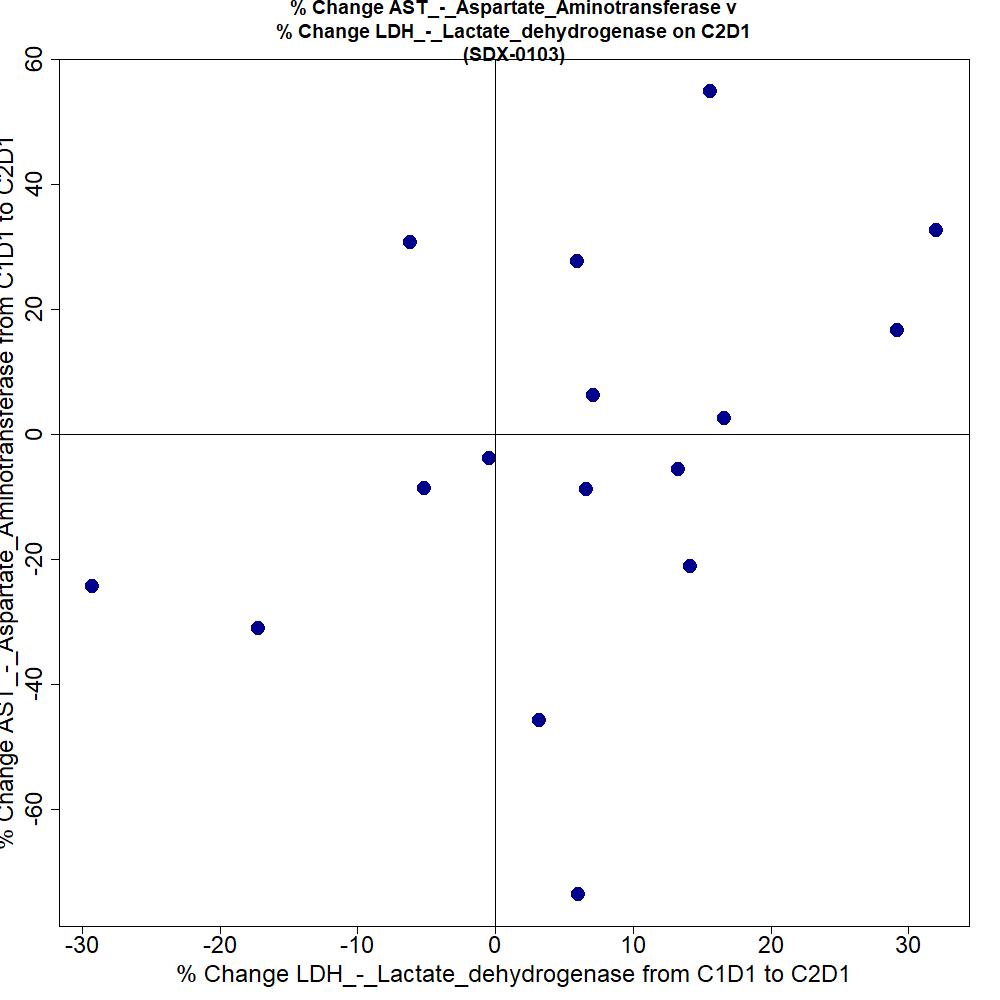 % Change AST_-_Aspartate_Aminotransferase v
% Change LDH_-_Lactate_dehydrogenase on C2D1
(SDX-0103)
% Change AST_-_Aspartate_Aminotransferase from C1D1 to C2D1
60
40
20
0
-20
-40
-60
-30
-20
-10
0
10
20
30
% Change LDH_-_Lactate_dehydrogenase from C1D1 to C2D1